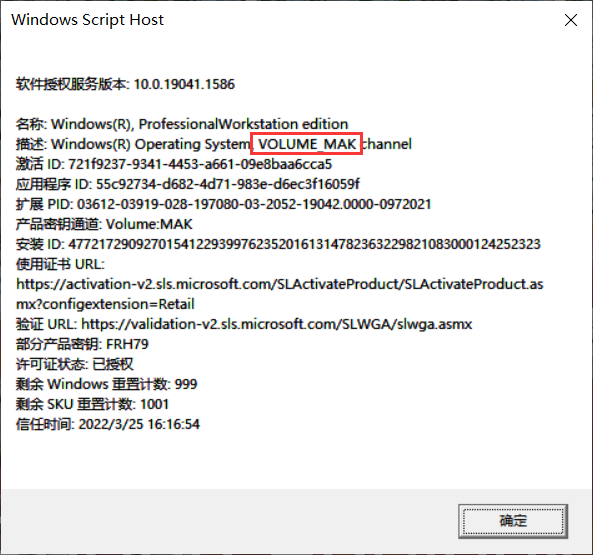 Windows Script Host
软件授权服务版本: 10.0.19041.1586
名称: Windows(R), ProfessionalWorkstation edition
描述: Windows(R) Operating System, VOLUME_MAK channel
激活 ID: 721f9237-9341-4453-a661-09e8baa6cca5
应用程序 ID: 55c92734-d682-4d71-983e-d6ec3f16059f
扩展 PID: 03612-03919-028-197080-03-2052-19042.0000-0972021
产品密钥通道: Volume:MAK
安装 ID: 477217290927015412293997623520161314782363229821083000124252323
使用证书 URL:
https://activation-v2.sls.microsoft.com/SLActivateProduct/SLActivateProduct.as
mx?configextension=Retail
验证 URL: https://validation-v2.sls.microsoft.com/SLWGA/slwga.asmx
部分产品密钥: FRH79
许可证状态: 已授权
剩余 Windows 重置计数: 999
剩余 SKU 重置计数: 1001
信任时间: 2022/3/25 16:16:54
确定